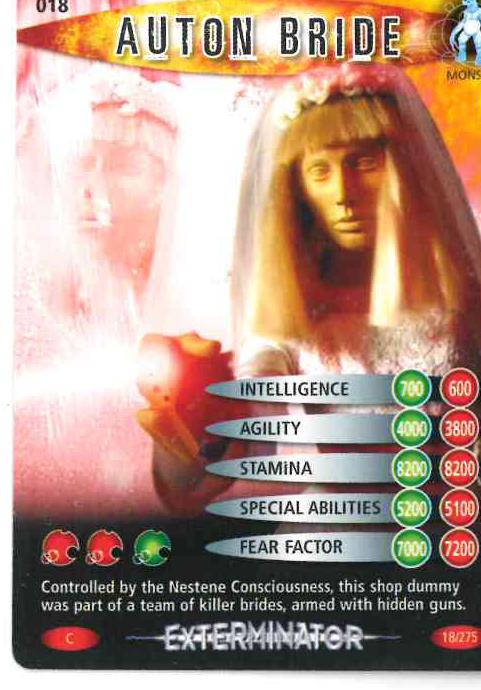 018
AUTON BRIDE
MONS
INTELLIGENCE 700 600
AGILITY 4000 3800
STAMINA 8200 8200
SPECIAL ABILITIES 5200 5100
FEAR FACTOR 7000 7200
Controlled by the Nestene Consciousness, this shop dummy
was part of a team of killer brides, armed with hidden guns.
C EXTERMINATOR 18/275